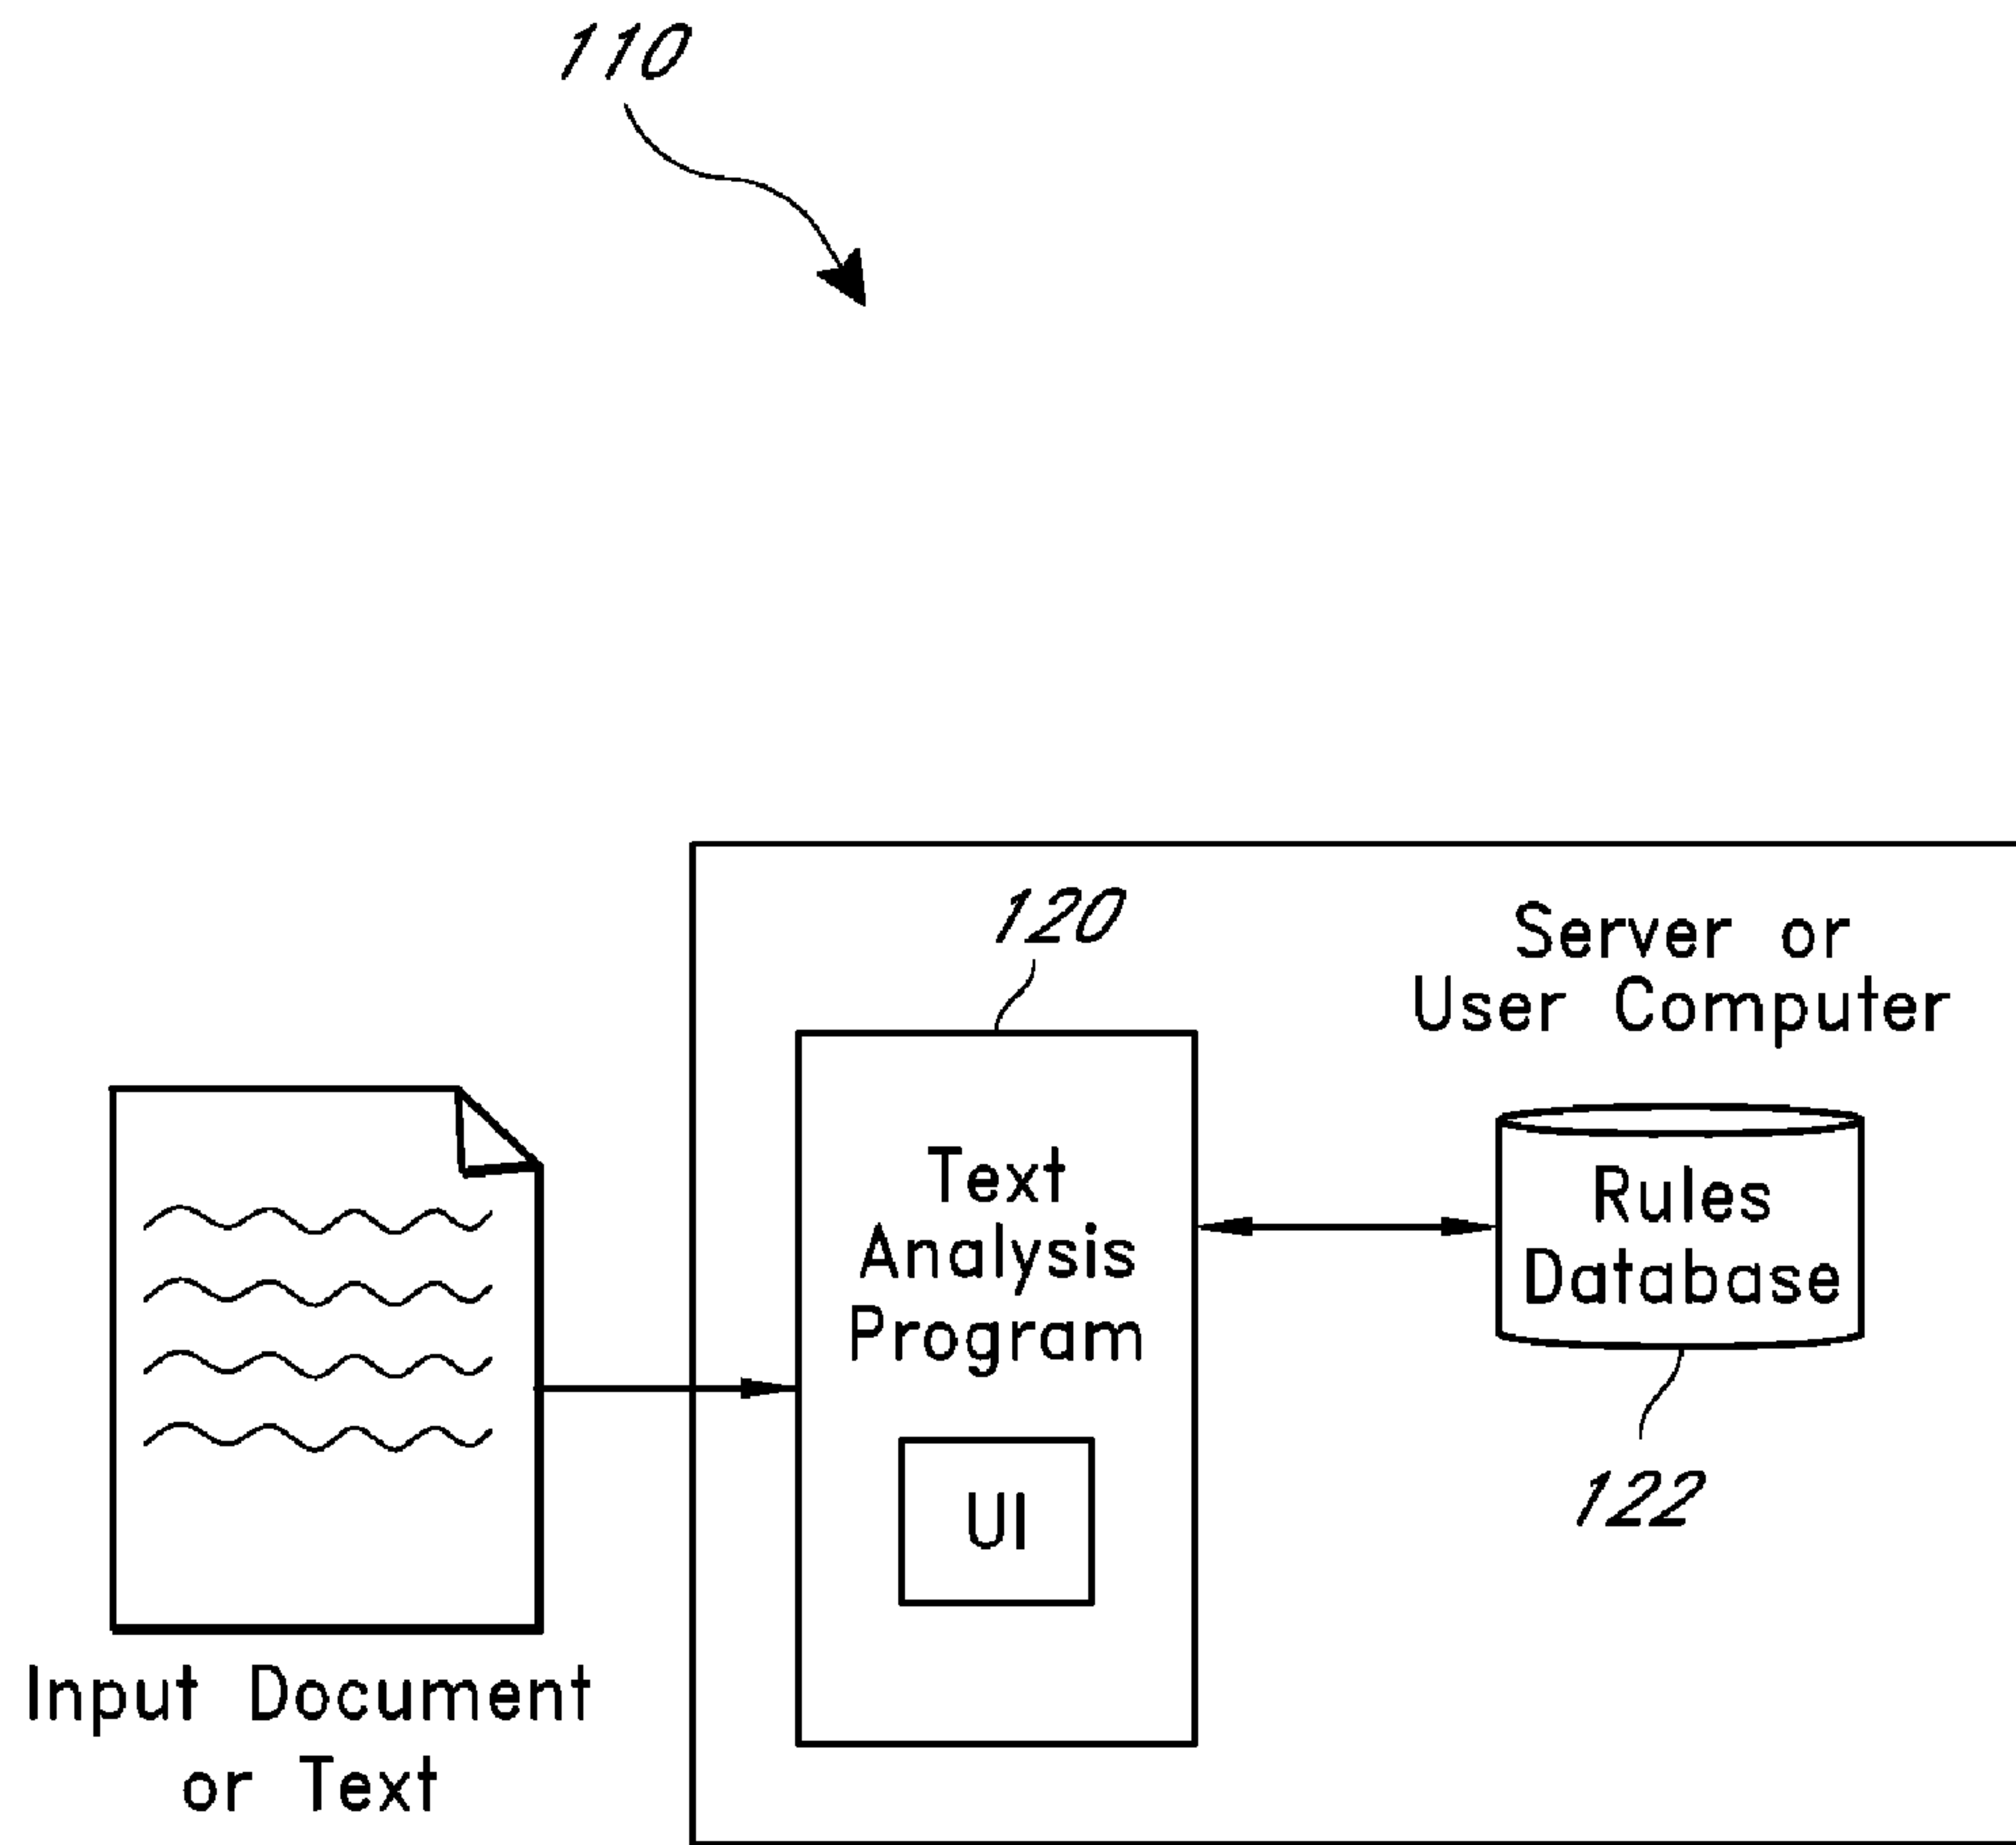 110
120
Server or
User Computer
Text
Analysis
Program
UI
Rules
Database
122
Input Document
or Text